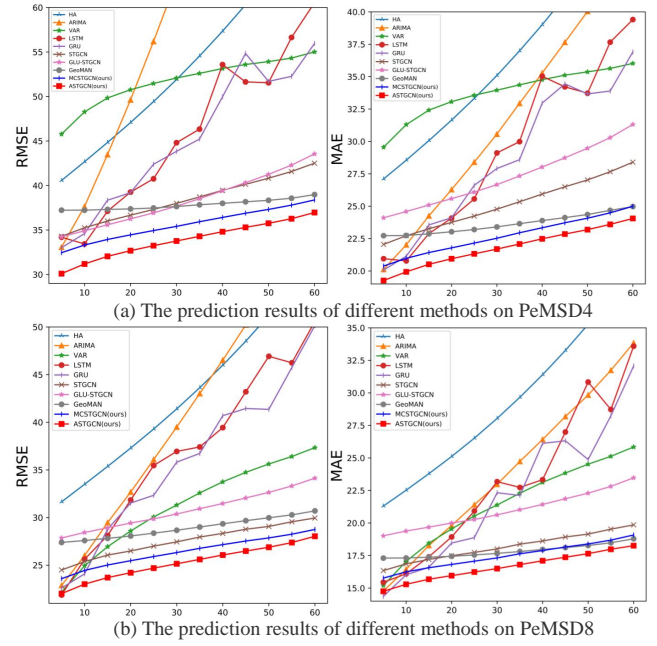 RMSE
60
55
50
45
40
35
30
HA
ARIMA
VAR
LSTM
GRU
STGCN
GLU-STGCN
GeoMAN
MCSTGCN(ours)
ASTGCN(ours)
10 20 30 40 50 60
MAE
40.0
37.5
35.0
32.5
30.0
27.5
25.0
22.5
20.0
HA
ARIMA
VAR
LSTM
GRU
STGCN
GLU-STGCN
GeoMAN
MCSTGCN(ours)
ASTGCN(ours)
10 20 30 40 50 60
(a) The prediction results of different methods on PeMSD4
RMSE
50
45
40
35
30
25
HA
ARIMA
VAR
LSTM
GRU
STGCN
GLU-STGCN
GeoMAN
MCSTGCN(ours)
ASTGCN(ours)
10 20 30 40 50 60
MAE
35.0
32.5
30.0
27.5
25.0
22.5
20.0
17.5
15.0
HA
ARIMA
VAR
LSTM
GRU
STGCN
GLU-STGCN
GeoMAN
MCSTGCN(ours)
ASTGCN(ours)
10 20 30 40 50 60
(b) The prediction results of different methods on PeMSD8